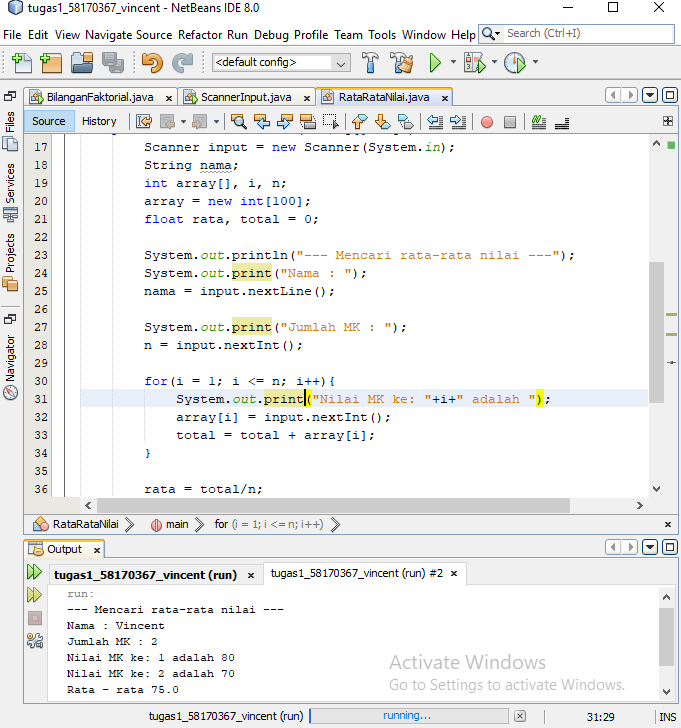 tugas1_58170367_vincent - NetBeans IDE 8.0
File Edit View Navigate Source Refactor Run Debug Profile Team Tools Window Help Search (Ctrl+I)
<default config>
BilanganFaktorial.java x ScannerInput.java x RataRataNilai.java x
Source History
Files
Services
Projects
Navigator
17 Scanner input = new Scanner(System.in);
18 String nama;
19 int array[], i, n;
20 array = new int[100];
21 float rata, total = 0;
22
23 System.out.println("--- Mencari rata-rata nilai ---");
24 System.out.print("Nama : ");
25 nama = input.nextLine();
26
27 System.out.print("Jumlah MK : ");
28 n = input.nextInt();
29
30 for(i = 1; i <= n; i++){
31 System.out.print("Nilai MK ke: "+i+" adalah ");
32 array[i] = input.nextInt();
33 total = total + array[i];
34 }
35
36 rata = total/n;
RataRataNilai main for (i = 1; i <= n; i++)
Output x
tugas1_58170367_vincent (run) x tugas1_58170367_vincent (run) #2 x
run:
--- Mencari rata-rata nilai ---
Nama : Vincent
Jumlah MK : 2
Nilai MK ke: 1 adalah 80
Nilai MK ke: 2 adalah 70
Rata - rata 75.0
Activate Windows
Go to Settings to activate Windows.
tugas1_58170367_vincent (run) running... 31:29 INS